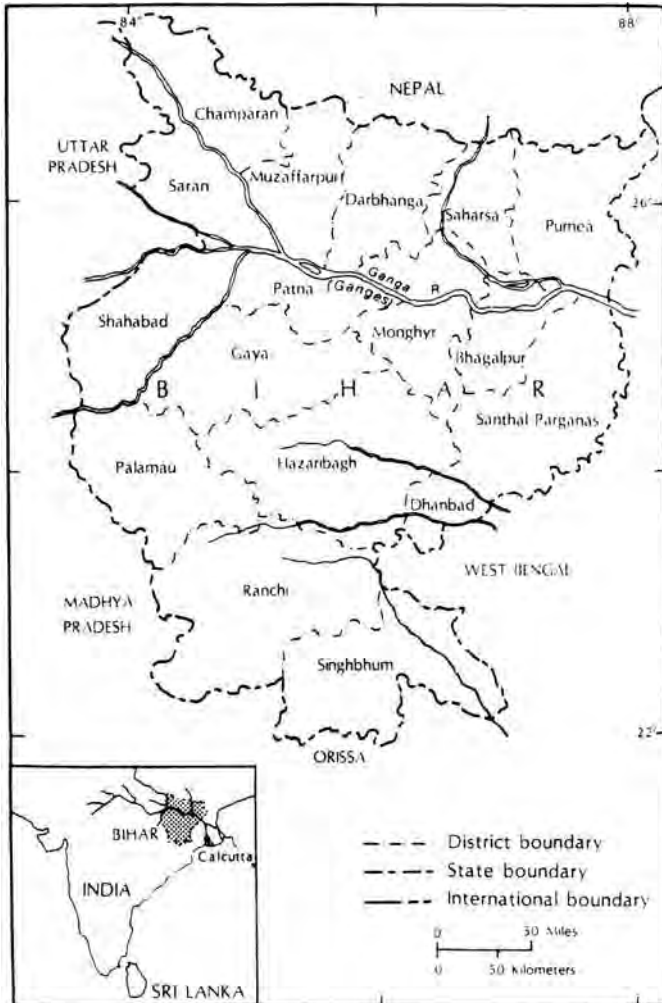 84°
88°
NEPAL
Champaran
UTTAR
PRADESH
Muzaffarpur
Saran
Darbhanga
Saharsa
Purnea
26°
Ganga
R
(Ganges)
Patna
Shahabad
Monghyr
Gaya
Bhagalpur
B I H A R
Santhal Parganas
Palamau
Hazaribagh
Dhanbad
WEST BENGAL
MADHYA
PRADESH
Ranchi
Singhbhum
22°
ORISSA
BIHAR
Calcutta
INDIA
SRI LANKA
District boundary
State boundary
International boundary
0 50 Miles
0 50 Kilometers